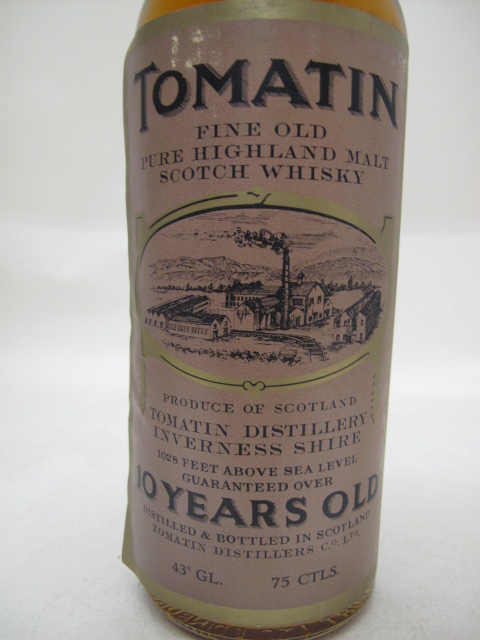 TOMATIN
FINE OLD
PURE HIGHLAND MALT
SCOTCH WHISKY
PRODUCE OF SCOTLAND
TOMATIN DISTILLERY
INVERNESS SHIRE
1028 FEET ABOVE SEA LEVEL
GUARANTEED OVER
10 YEARS OLD
DISTILLED & BOTTLED IN SCOTLAND
TOMATIN DISTILLERS Cº. Lᵀᴰ.
43º GL. 75 CTLS.